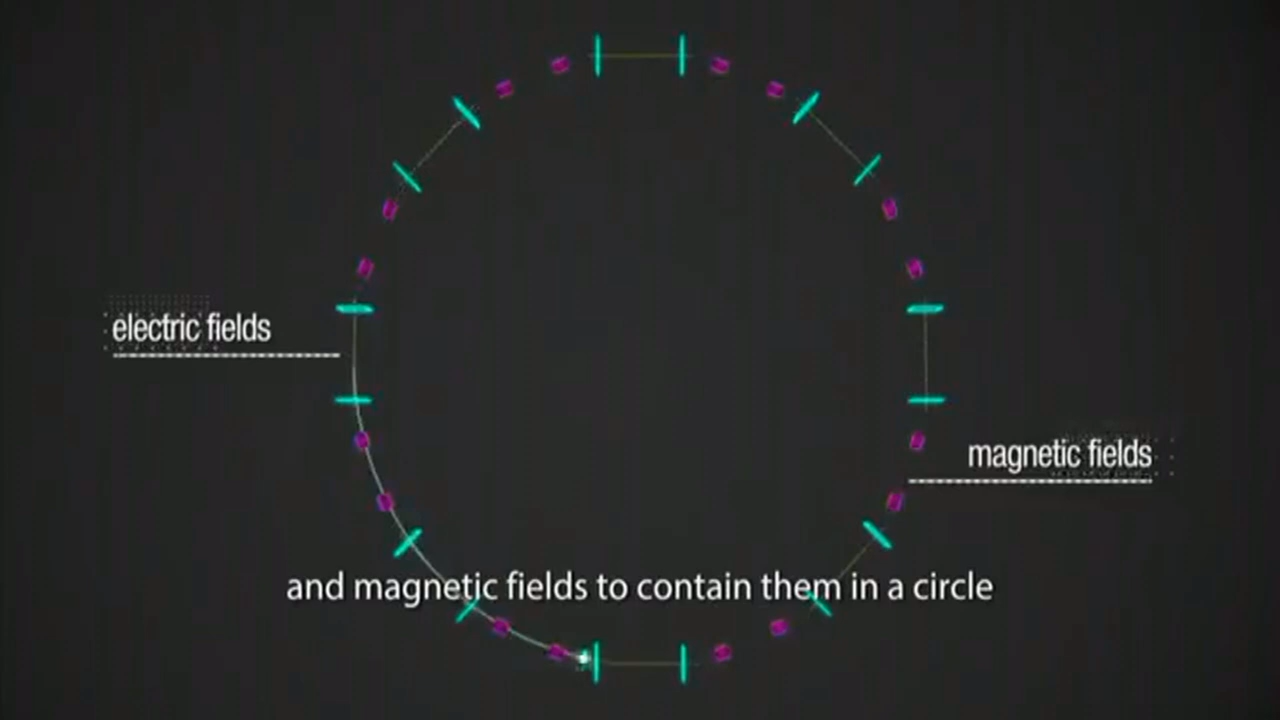 electric fields
magnetic fields
and magnetic fields to contain them in a circle